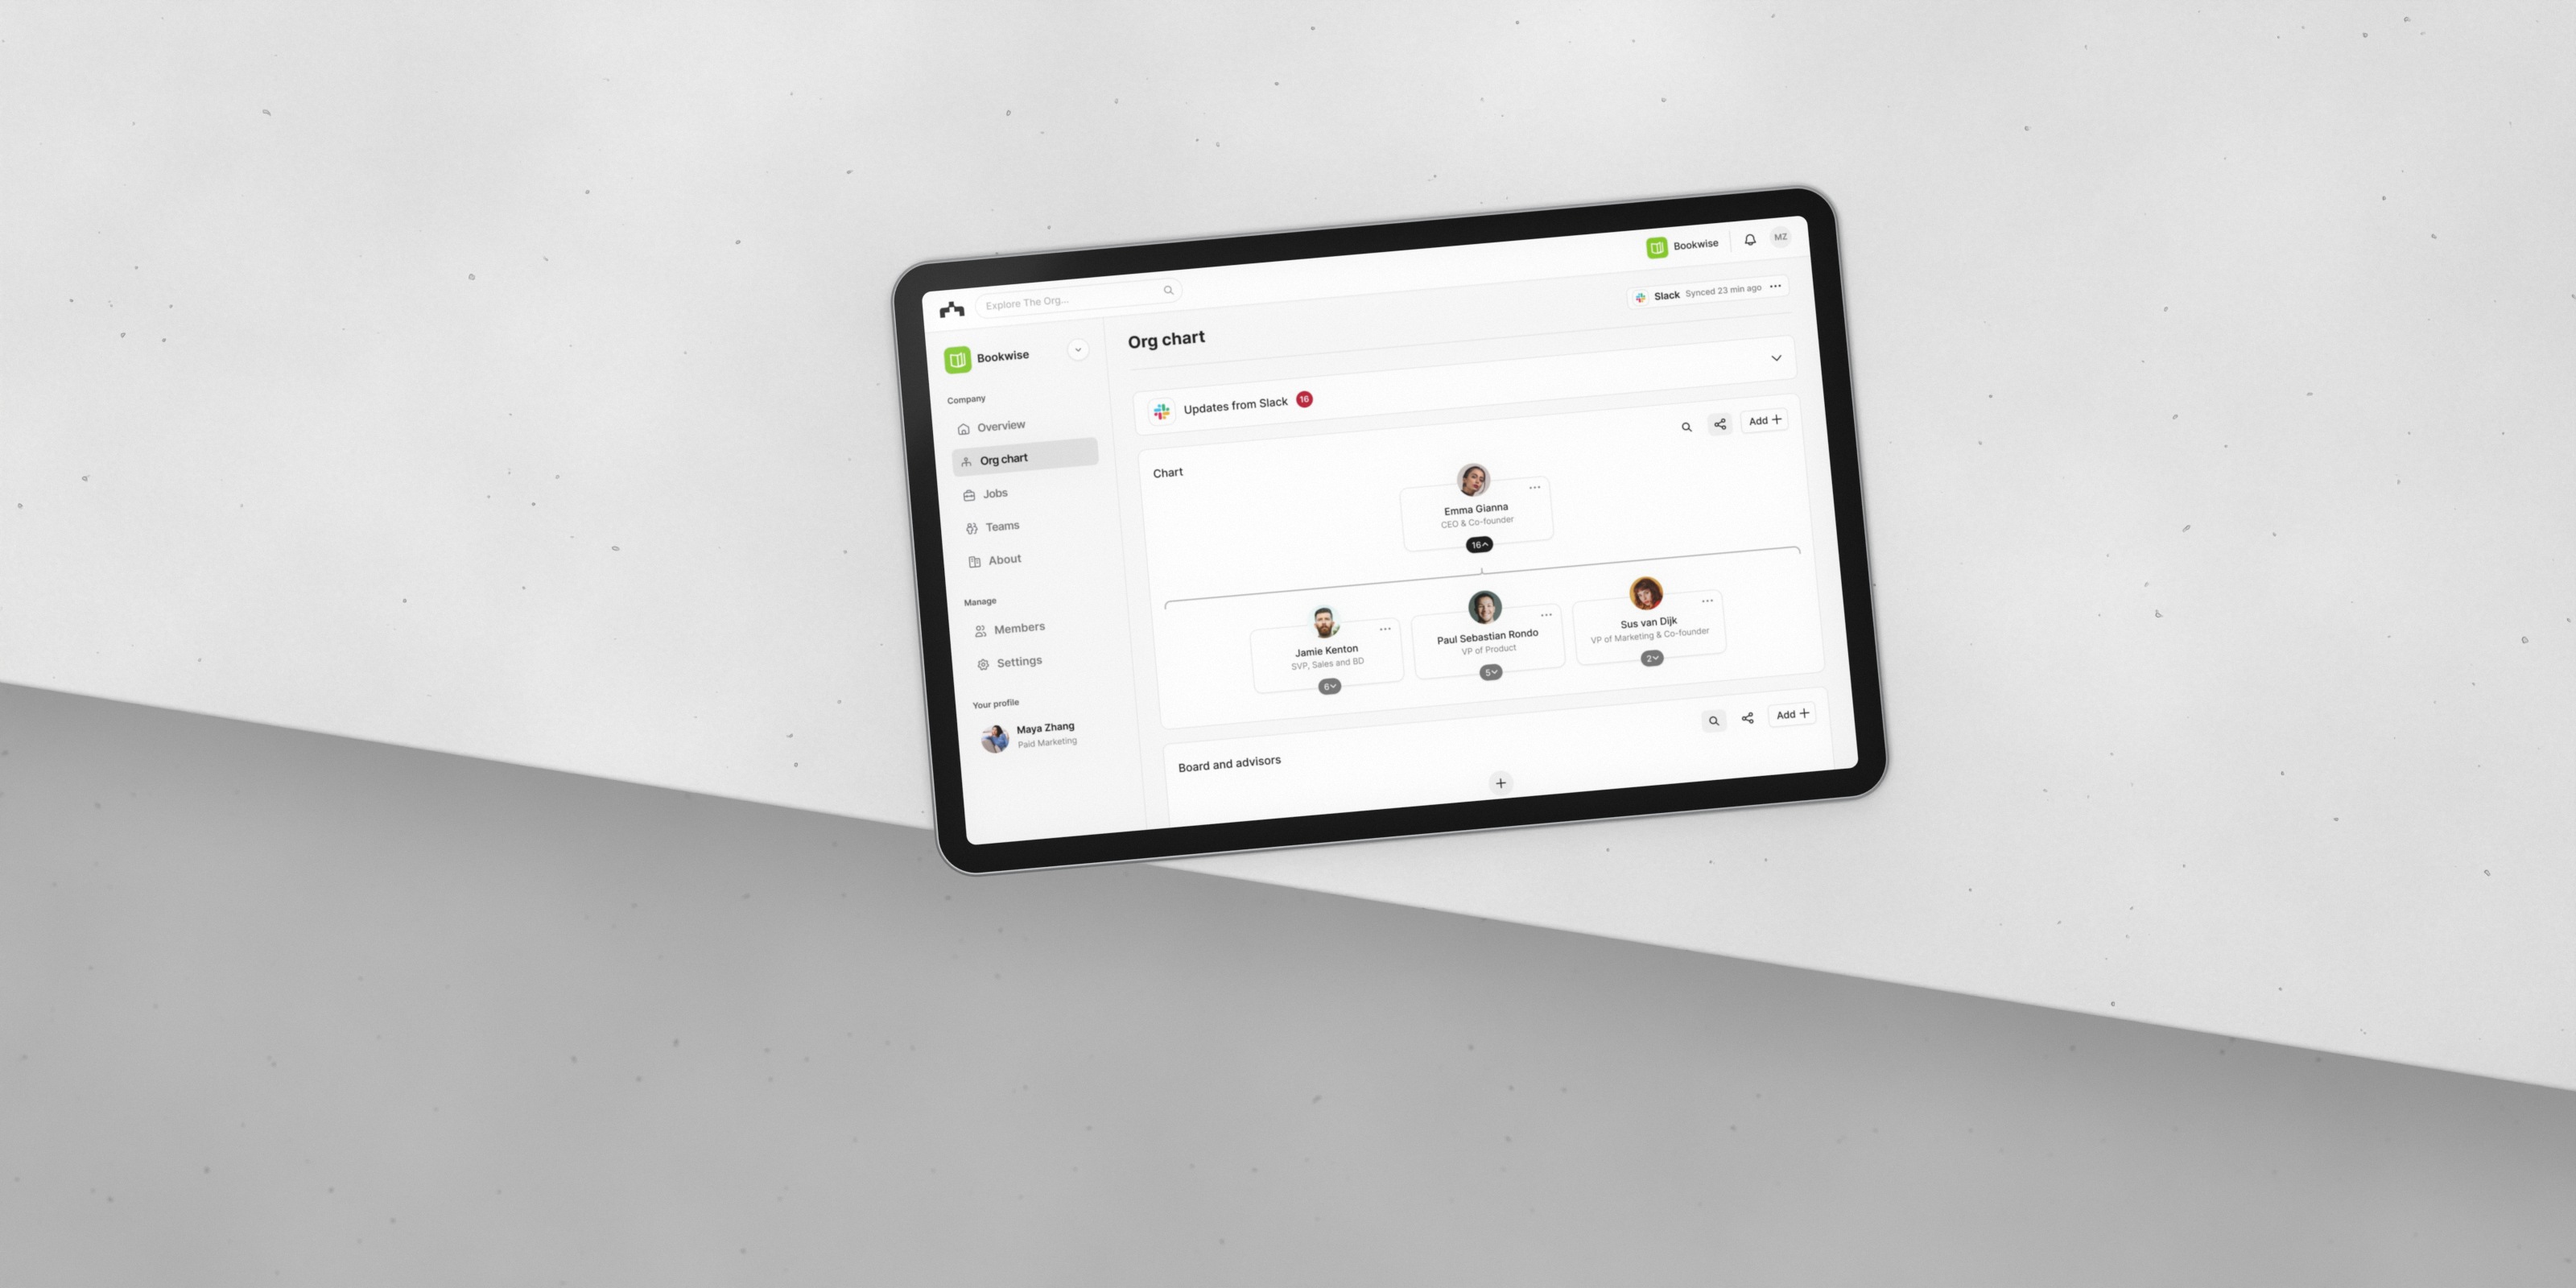 Explore The Org...
Bookwise
MZ
Bookwise
Company
Overview
Org chart
Jobs
Teams
About
Manage
Members
Settings
Your profile
Maya Zhang
Paid Marketing
Org chart
Slack Synced 23 min ago
Updates from Slack 16
Chart
Add
Emma Gianna
CEO & Co-founder
16
Jamie Kenton
SVP, Sales and BD
6
Paul Sebastian Rondo
VP of Product
5
Sus van Dijk
VP of Marketing & Co-founder
2
Board and advisors
Add